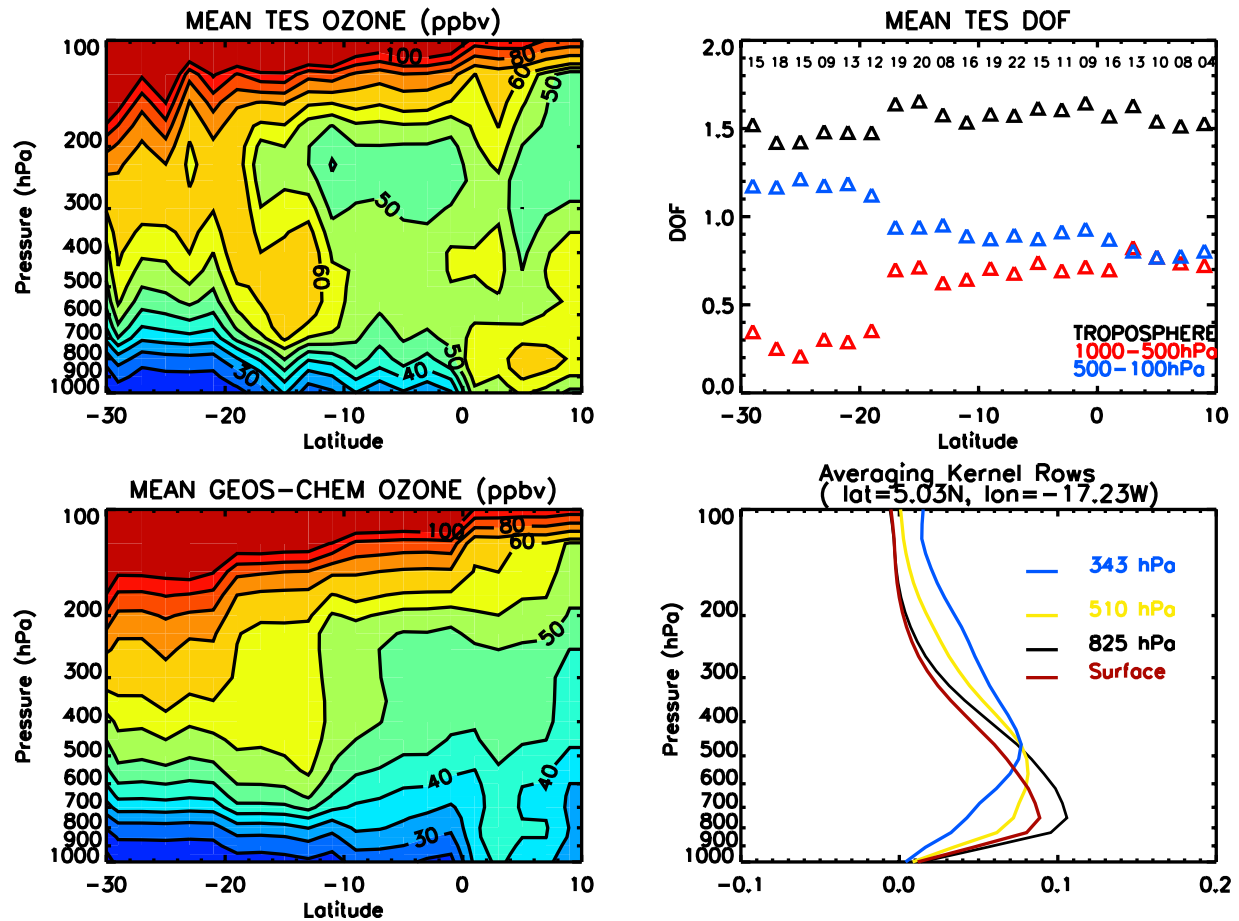 MEAN TES OZONE (ppbv)
Pressure (hPa)
100
200
300
400
500
600
700
800
900
1000
100
80
60
50
50
60
50
40
30
-30 -20 -10 0 10
Latitude
MEAN TES DOF
DOF
2.0
1.5
1.0
0.5
0.0
15 18 15 09 13 12 19 20 08 16 19 22 15 11 09 16 13 10 08 04
TROPOSPHERE
1000-500hPa
500-100hPa
-30 -20 -10 0 10
Latitude
MEAN GEOS-CHEM OZONE (ppbv)
Pressure (hPa)
100
200
300
400
500
600
700
800
900
1000
100
80
60
50
40
40
30
-30 -20 -10 0 10
Latitude
Averaging Kernel Rows
( lat=5.03N, lon=-17.23W)
Pressure (hPa)
100
200
300
400
500
600
700
800
900
1000
343 hPa
510 hPa
825 hPa
Surface
-0.1 0.0 0.1 0.2